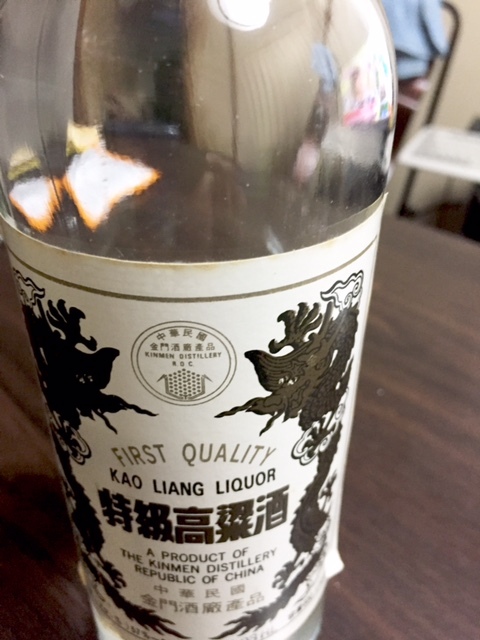 中華民國
金門酒廠產品
KINMEN DISTILLERY
R O C
FIRST QUALITY
KAO LIANG LIQUOR
特級高粱酒
A PRODUCT OF
THE KINMEN DISTILLERY
REPUBLIC OF CHINA
中華民國
金門酒廠產品